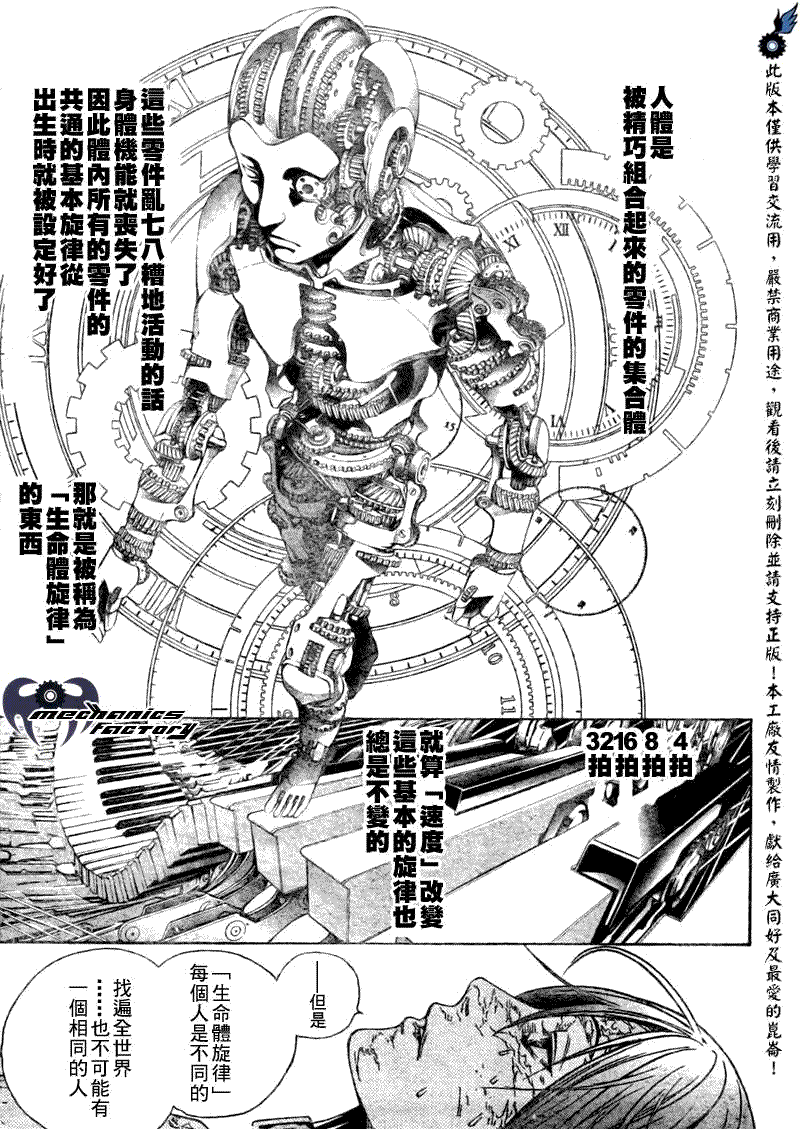 人體是
被精巧組合起來的零件的集合體
這些零件亂七八糟地活動的話
身體機能就喪失了
因此體內所有的零件的
共通的基本旋律從
出生時就被設定好了
那就是被稱為
「生命體旋律」
的東西
XI
XII
IX
15
8
10
11
mechanics
factory
4拍
8拍
16拍
32拍
就算「速度」改變
這些基本的旋律也
總是不變的
──但是
「生命體旋律」
每個人是不同的
找遍全世界
……也不可能有
一個相同的人
此版本僅供學習交流用，嚴禁商業用途，觀看後請立刻刪除並請支持正版！本工廠友情製作，獻給廣大同好及最愛的崑崙！